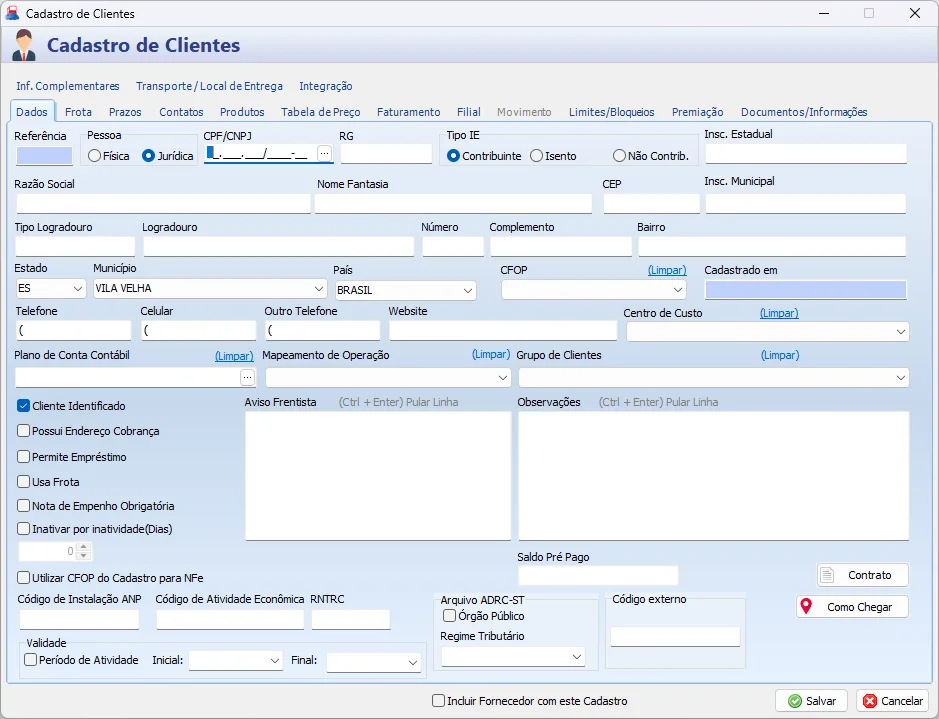 Cadastro de Clientes
Cadastro de Clientes
Inf. Complementares Transporte / Local de Entrega Integração
Dados Frota Prazos Contatos Produtos Tabela de Preço Faturamento Filial Movimento Limites/Bloqueios Premiação Documentos/Informações
Referência Pessoa CPF/CNPJ RG Tipo IE Insc. Estadual
Física Jurídica _.___.___/____-__ ... Contribuinte Isento Não Contrib.
Razão Social Nome Fantasia CEP Insc. Municipal
Tipo Logradouro Logradouro Número Complemento Bairro
Estado Município País CFOP (Limpar) Cadastrado em
ES VILA VELHA BRASIL
Telefone Celular Outro Telefone Website Centro de Custo (Limpar)
( ( (
Plano de Conta Contábil (Limpar) Mapeamento de Operação (Limpar) Grupo de Clientes (Limpar)
...
Cliente Identificado Aviso Frentista (Ctrl + Enter) Pular Linha Observações (Ctrl + Enter) Pular Linha
Possui Endereço Cobrança
Permite Empréstimo
Usa Frota
Nota de Empenho Obrigatória
Inativar por inatividade(Dias)
0
Saldo Pré Pago
Utilizar CFOP do Cadastro para NFe Contrato
Código de Instalação ANP Código de Atividade Econômica RNTRC Arquivo ADRC-ST Código externo Como Chegar
Órgão Público
Regime Tributário
Validade
Período de Atividade Inicial: Final:
Incluir Fornecedor com este Cadastro Salvar Cancelar